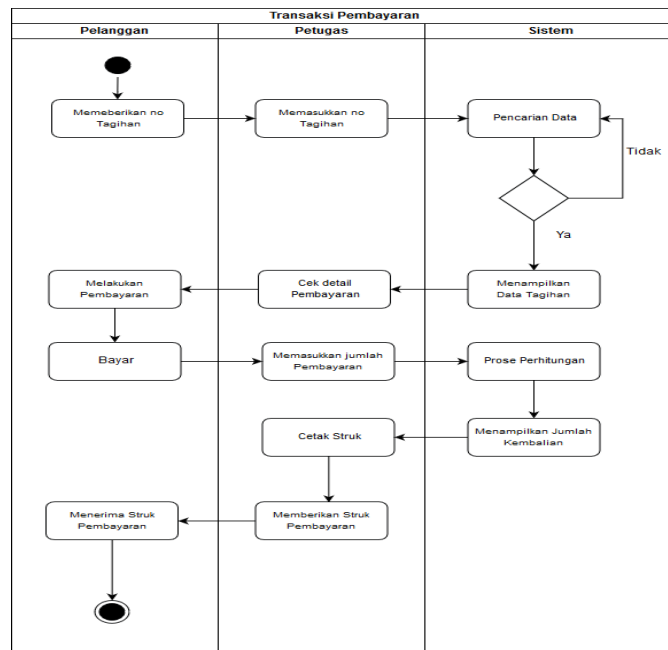 Transaksi Pembayaran
Pelanggan
Petugas
Sistem
Memeberikan no
Tagihan
Memasukkan no
Tagihan
Pencarian Data
Tidak
Ya
Melakukan
Pembayaran
Cek detail
Pembayaran
Menampilkan
Data Tagihan
Bayar
Memasukkan jumlah
Pembayaran
Prose Perhitungan
Cetak Struk
Menampilkan Jumlah
Kembalian
Menerima Struk
Pembayaran
Memberikan Struk
Pembayaran